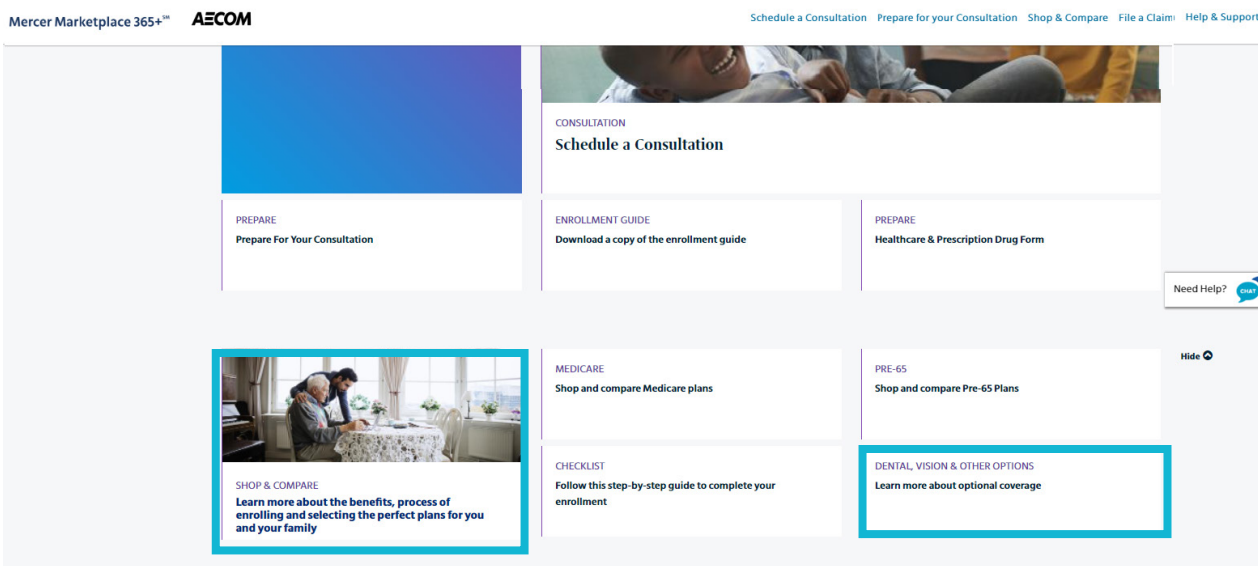 Mercer Marketplace 365+℠ AECOM
Schedule a Consultation Prepare for your Consultation Shop & Compare File a Claim Help & Support
CONSULTATION
Schedule a Consultation
PREPARE
Prepare For Your Consultation
ENROLLMENT GUIDE
Download a copy of the enrollment guide
PREPARE
Healthcare & Prescription Drug Form
Need Help? CHAT
Hide
SHOP & COMPARE
Learn more about the benefits, process of
enrolling and selecting the perfect plans for you
and your family
MEDICARE
Shop and compare Medicare plans
PRE-65
Shop and compare Pre-65 Plans
CHECKLIST
Follow this step-by-step guide to complete your
enrollment
DENTAL, VISION & OTHER OPTIONS
Learn more about optional coverage